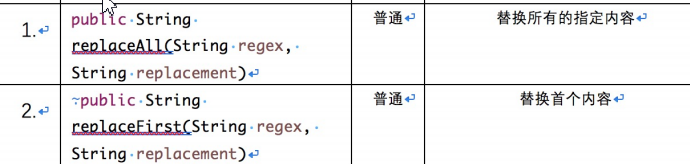 1. public String replaceAll(String regex, String replacement) 普通 替换所有的指定内容
2. ~public String replaceFirst(String regex, String replacement) 普通 替换首个内容